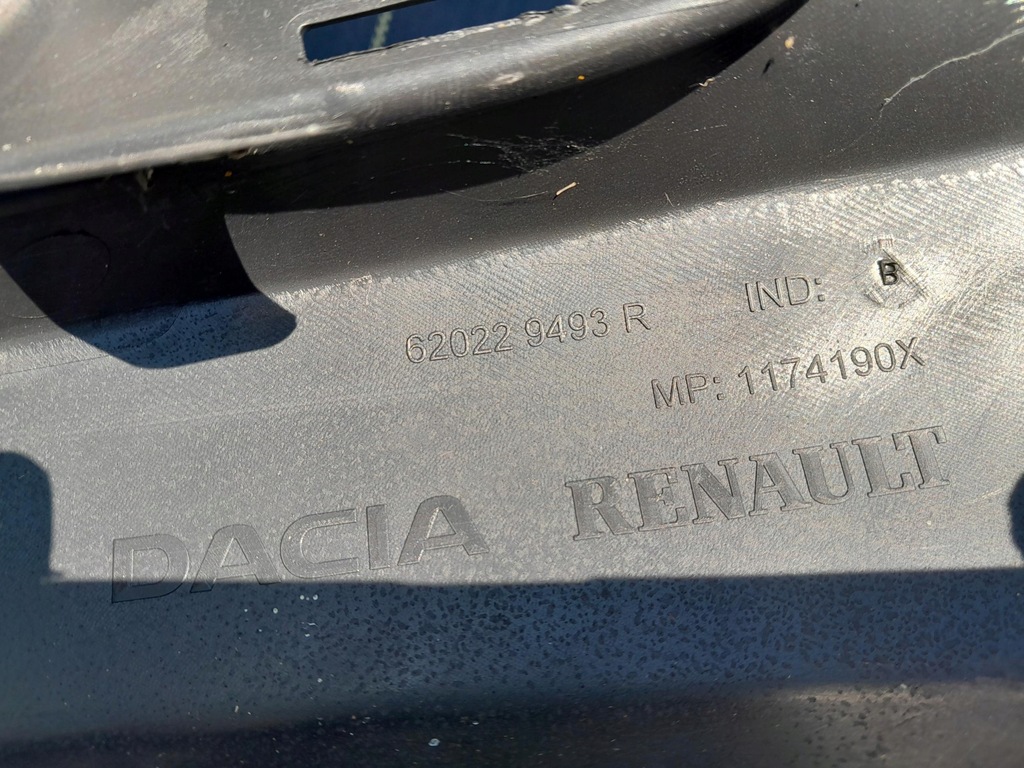 62022 9493 R IND: B
MP: 1174190X
DACIA RENAULT